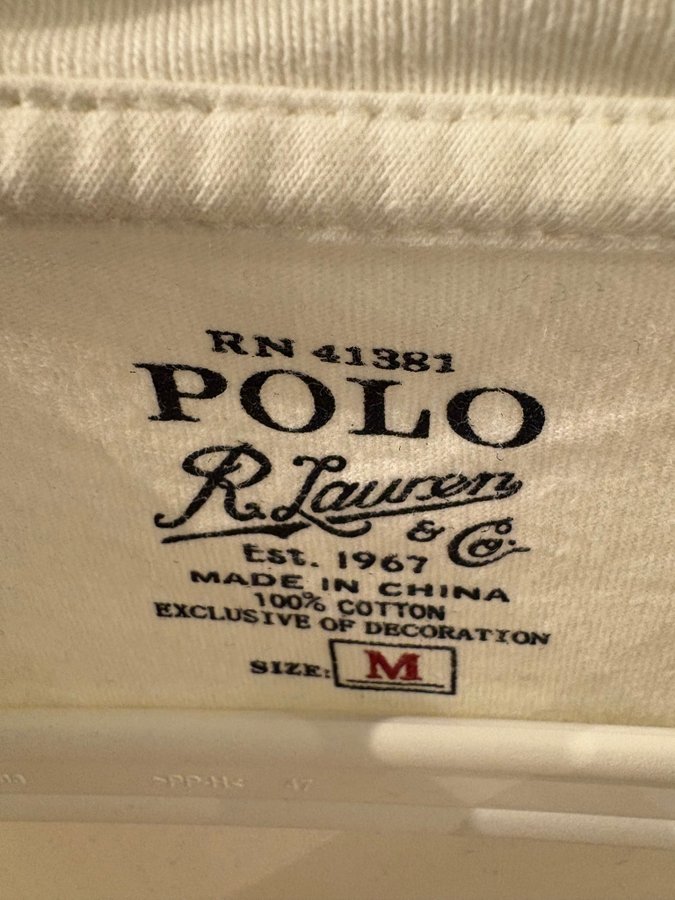 RN 41381
POLO
R. Lauren
& Co.
Est. 1967
MADE IN CHINA
100% COTTON
EXCLUSIVE OF DECORATION
SIZE: M